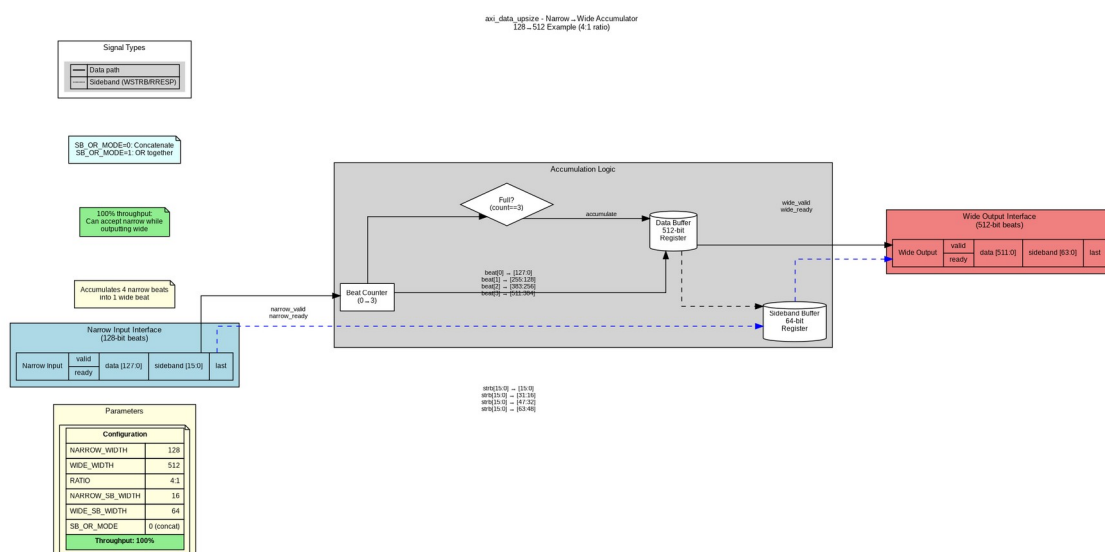 axi_data_upsize - Narrow→Wide Accumulator
128→512 Example (4:1 ratio)
Signal Types
Data path
Sideband (WSTRB/RRESP)
SB_OR_MODE=0: Concatenate
SB_OR_MODE=1: OR together
100% throughput:
Can accept narrow while
outputting wide
Accumulates 4 narrow beats
into 1 wide beat
Narrow Input Interface
(128-bit beats)
Narrow Input
valid
ready
data [127:0]
sideband [15:0]
last
narrow_valid
narrow_ready
Accumulation Logic
Full?
(count==3)
accumulate
Beat Counter
(0→3)
Data Buffer
512-bit
Register
beat[0] → [127:0]
beat[1] → [255:128]
beat[2] → [383:256]
beat[3] → [511:384]
Sideband Buffer
64-bit
Register
wide_valid
wide_ready
Wide Output Interface
(512-bit beats)
Wide Output
valid
ready
data [511:0]
sideband [63:0]
last
strb[15:0] → [15:0]
strb[15:0] → [31:16]
strb[15:0] → [47:32]
strb[15:0] → [63:48]
Parameters
Configuration
NARROW_WIDTH 128
WIDE_WIDTH 512
RATIO 4:1
NARROW_SB_WIDTH 16
WIDE_SB_WIDTH 64
SB_OR_MODE 0 (concat)
Throughput: 100%